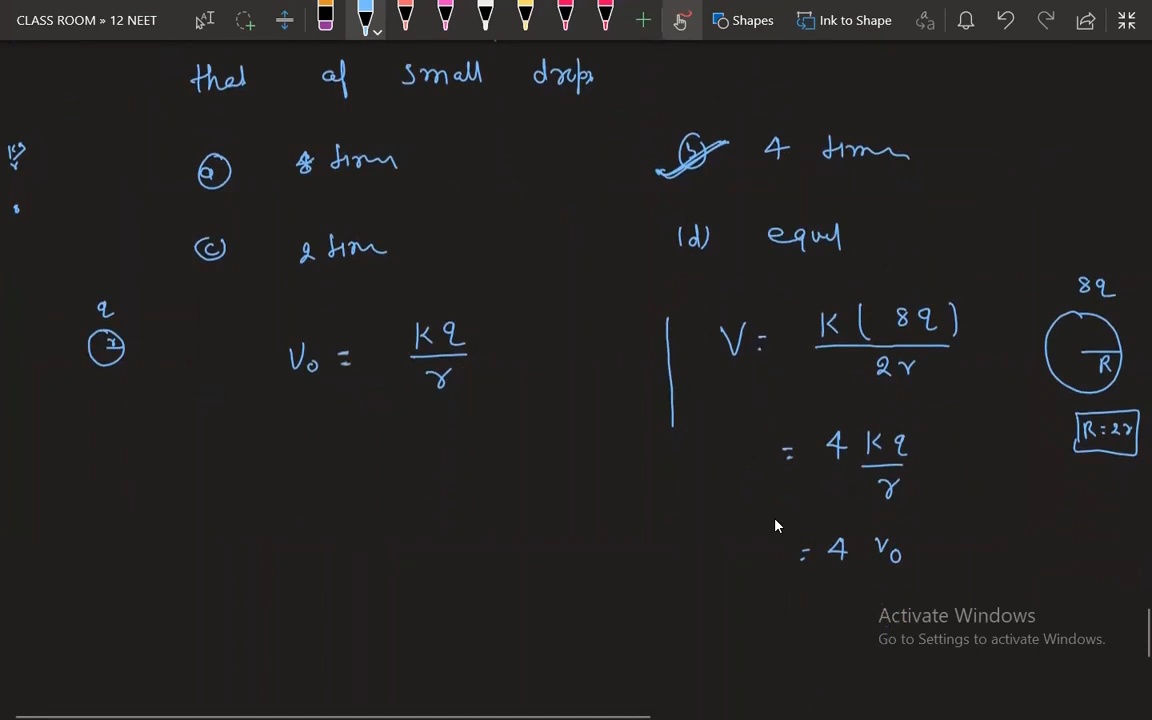 CLASS ROOM » 12 NEET
Shapes
Ink to Shape
that of small drops
(a) 8 times
(b) 4 times
(c) 2 times
(d) equal
q
r
V₀ = Kq/r
V = K(8q)/2r
8q
R
R = 2r
= 4 Kq/r
= 4 V₀
Activate Windows
Go to Settings to activate Windows.